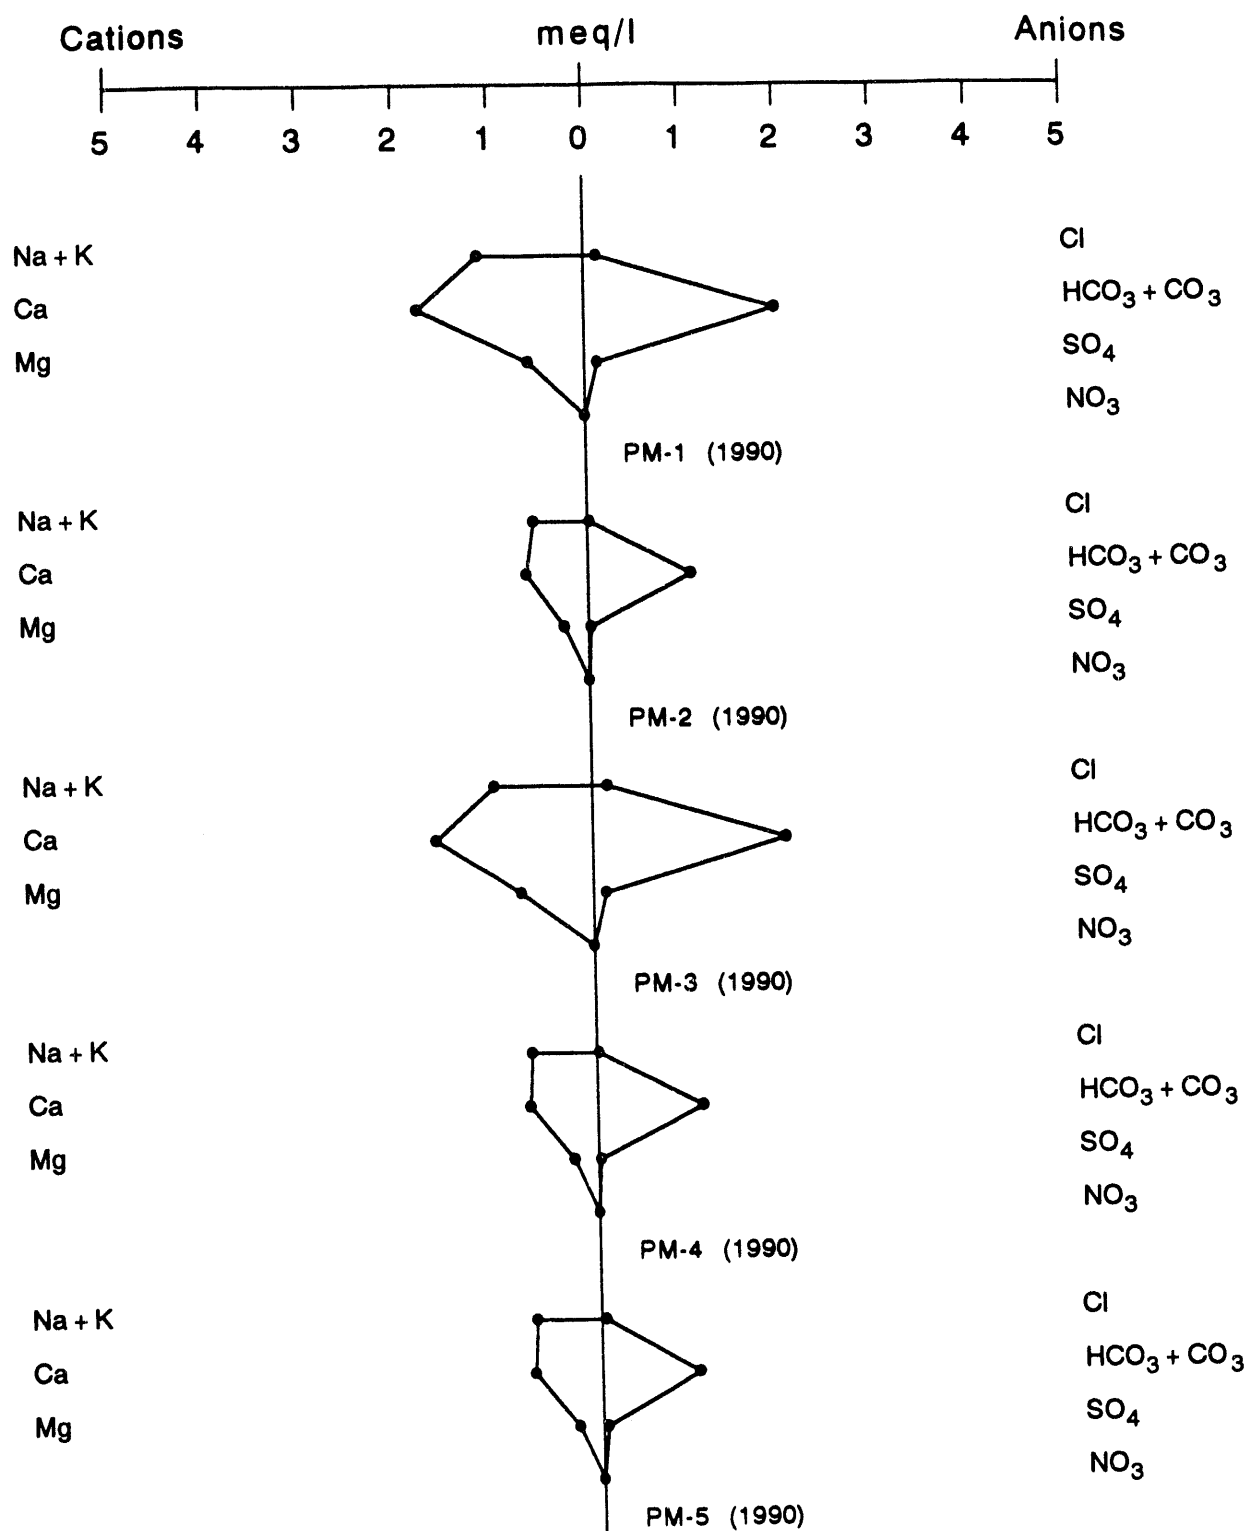 Cations meq/l Anions
5 4 3 2 1 0 1 2 3 4 5
Na + K Cl
Ca HCO3 + CO3
Mg SO4
NO3
PM-1 (1990)
Na + K Cl
Ca HCO3 + CO3
Mg SO4
NO3
PM-2 (1990)
Na + K Cl
Ca HCO3 + CO3
Mg SO4
NO3
PM-3 (1990)
Na + K Cl
Ca HCO3 + CO3
Mg SO4
NO3
PM-4 (1990)
Na + K Cl
Ca HCO3 + CO3
Mg SO4
NO3
PM-5 (1990)